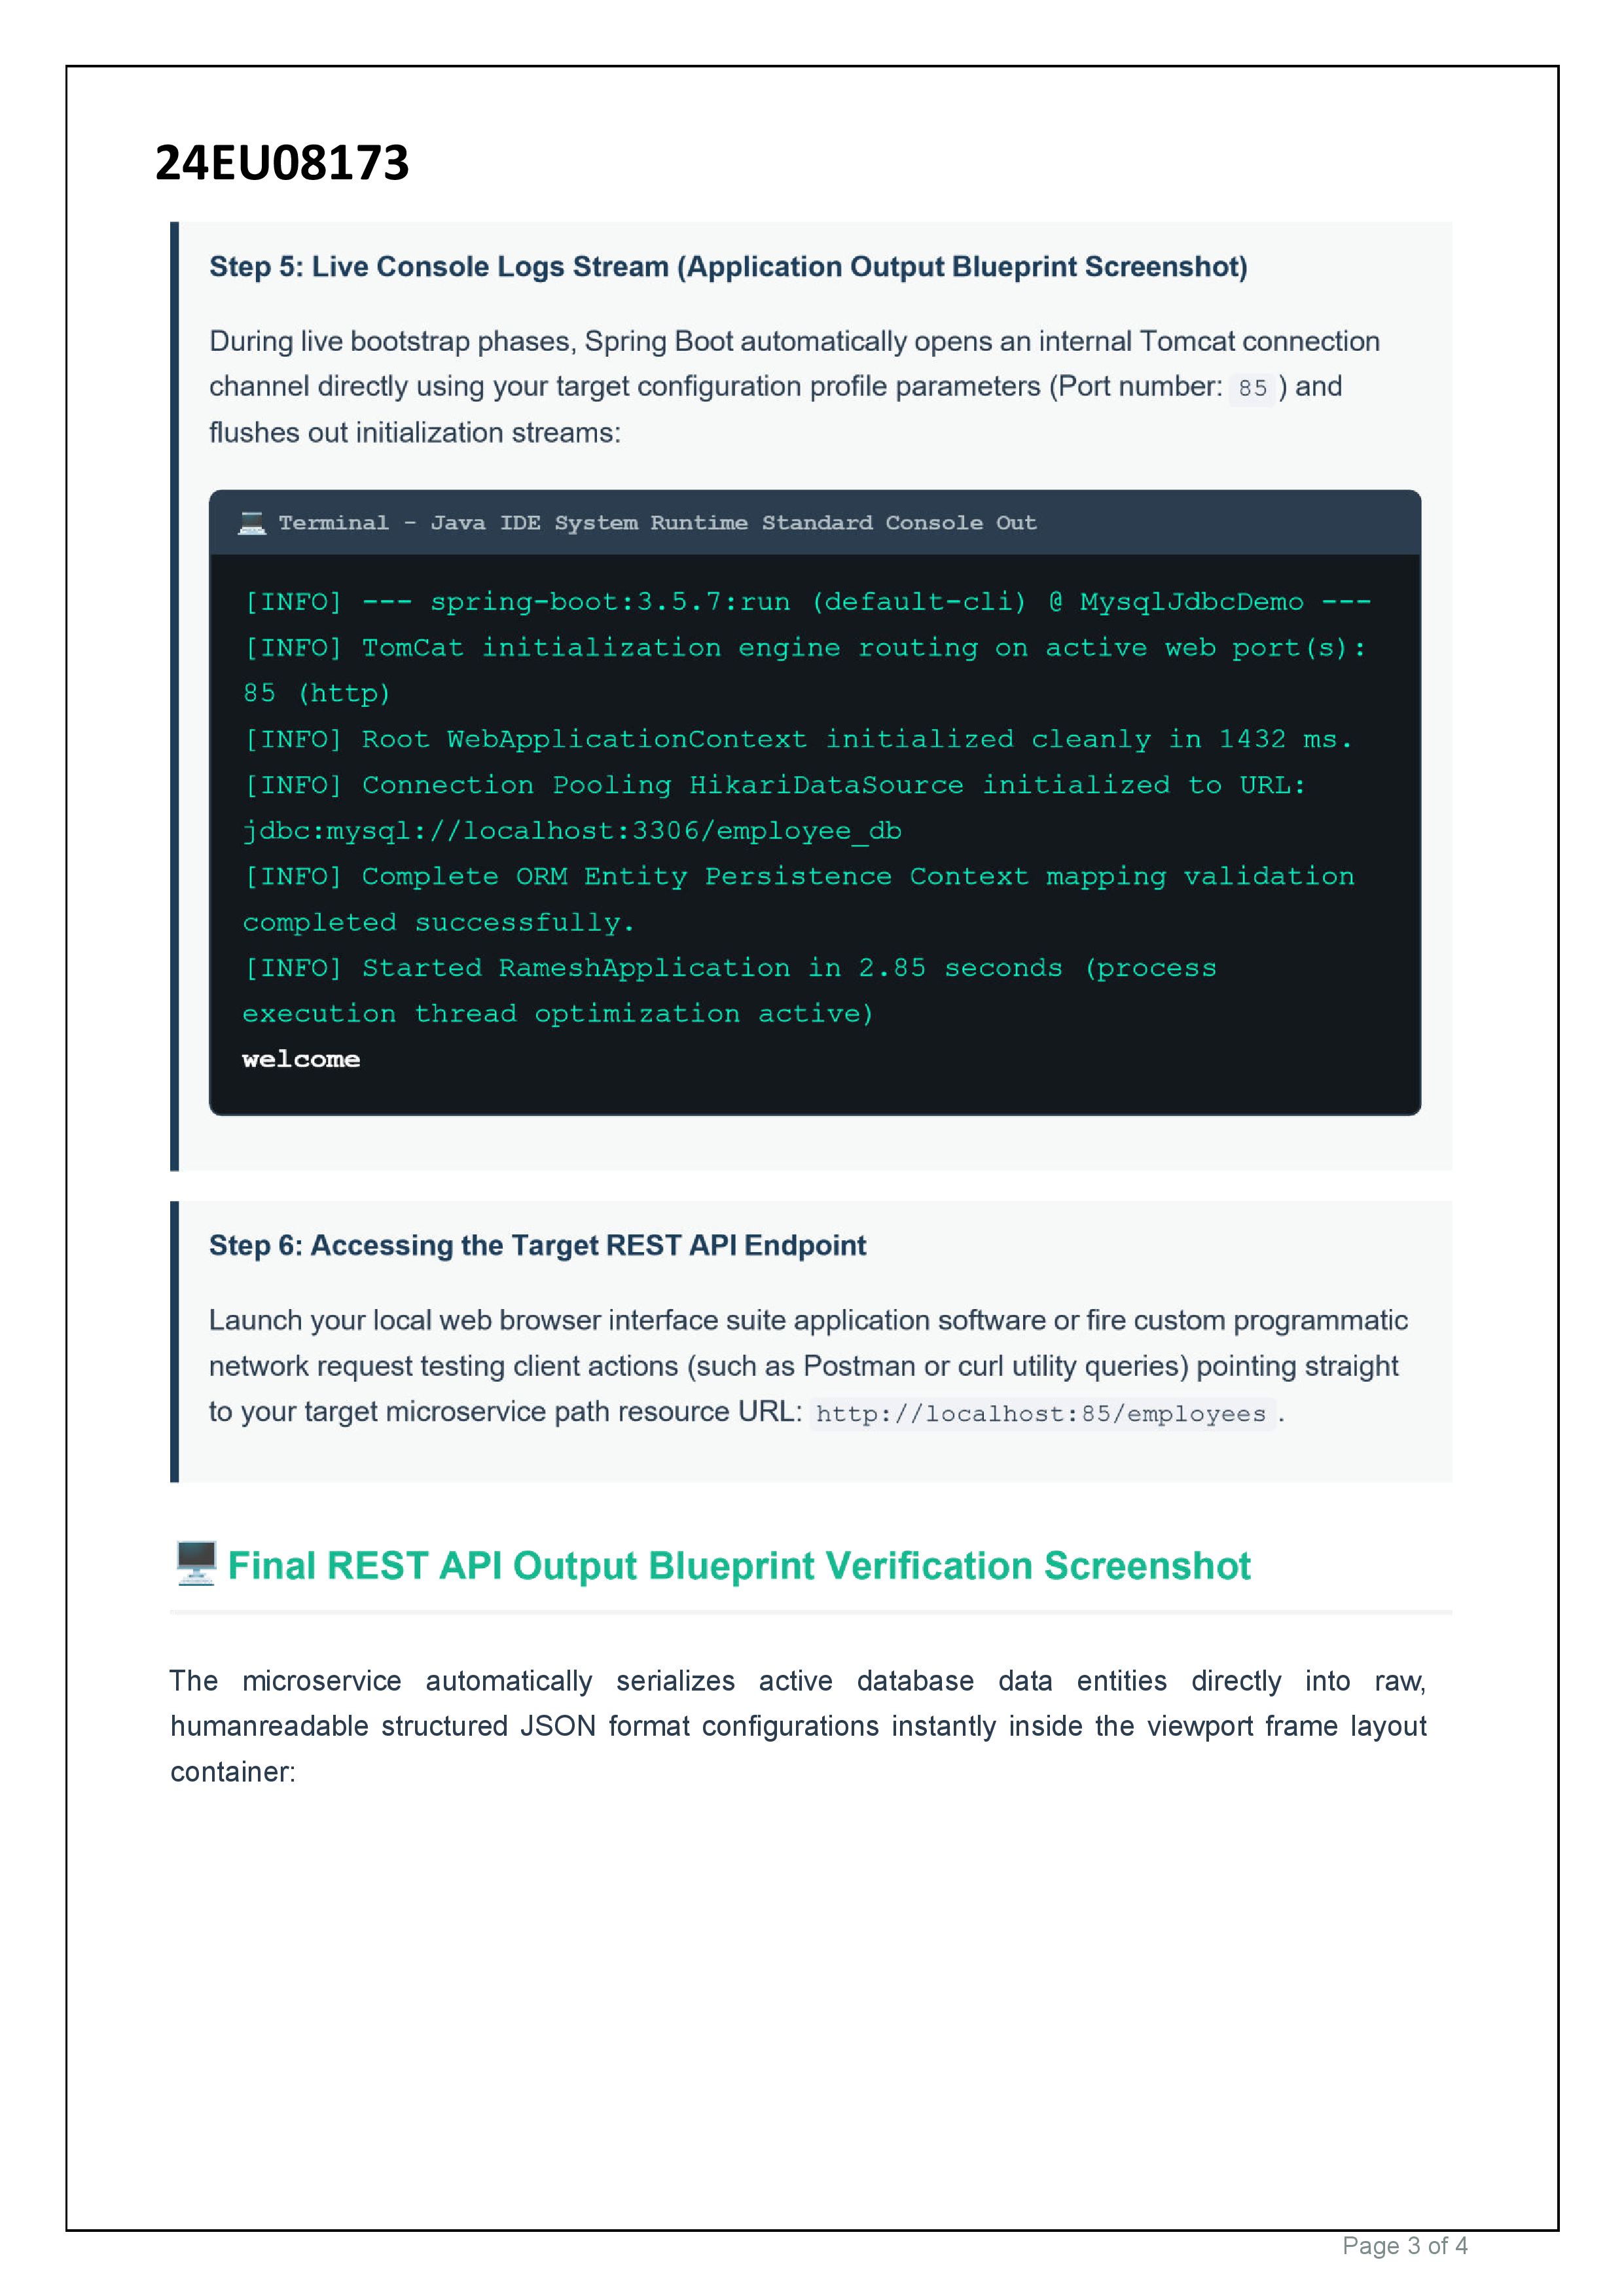 24EU08173
Step 5: Live Console Logs Stream (Application Output Blueprint Screenshot)
During live bootstrap phases, Spring Boot automatically opens an internal Tomcat connection
channel directly using your target configuration profile parameters (Port number: 85 ) and
flushes out initialization streams:
Terminal - Java IDE System Runtime Standard Console Out
[INFO] --- spring-boot:3.5.7:run (default-cli) @ MysqlJdbcDemo ---
[INFO] TomCat initialization engine routing on active web port(s):
85 (http)
[INFO] Root WebApplicationContext initialized cleanly in 1432 ms.
[INFO] Connection Pooling HikariDataSource initialized to URL:
jdbc:mysql://localhost:3306/employee_db
[INFO] Complete ORM Entity Persistence Context mapping validation
completed successfully.
[INFO] Started RameshApplication in 2.85 seconds (process
execution thread optimization active)
welcome
Step 6: Accessing the Target REST API Endpoint
Launch your local web browser interface suite application software or fire custom programmatic
network request testing client actions (such as Postman or curl utility queries) pointing straight
to your target microservice path resource URL: http://localhost:85/employees .
Final REST API Output Blueprint Verification Screenshot
The microservice automatically serializes active database data entities directly into raw,
humanreadable structured JSON format configurations instantly inside the viewport frame layout
container:
Page 3 of 4